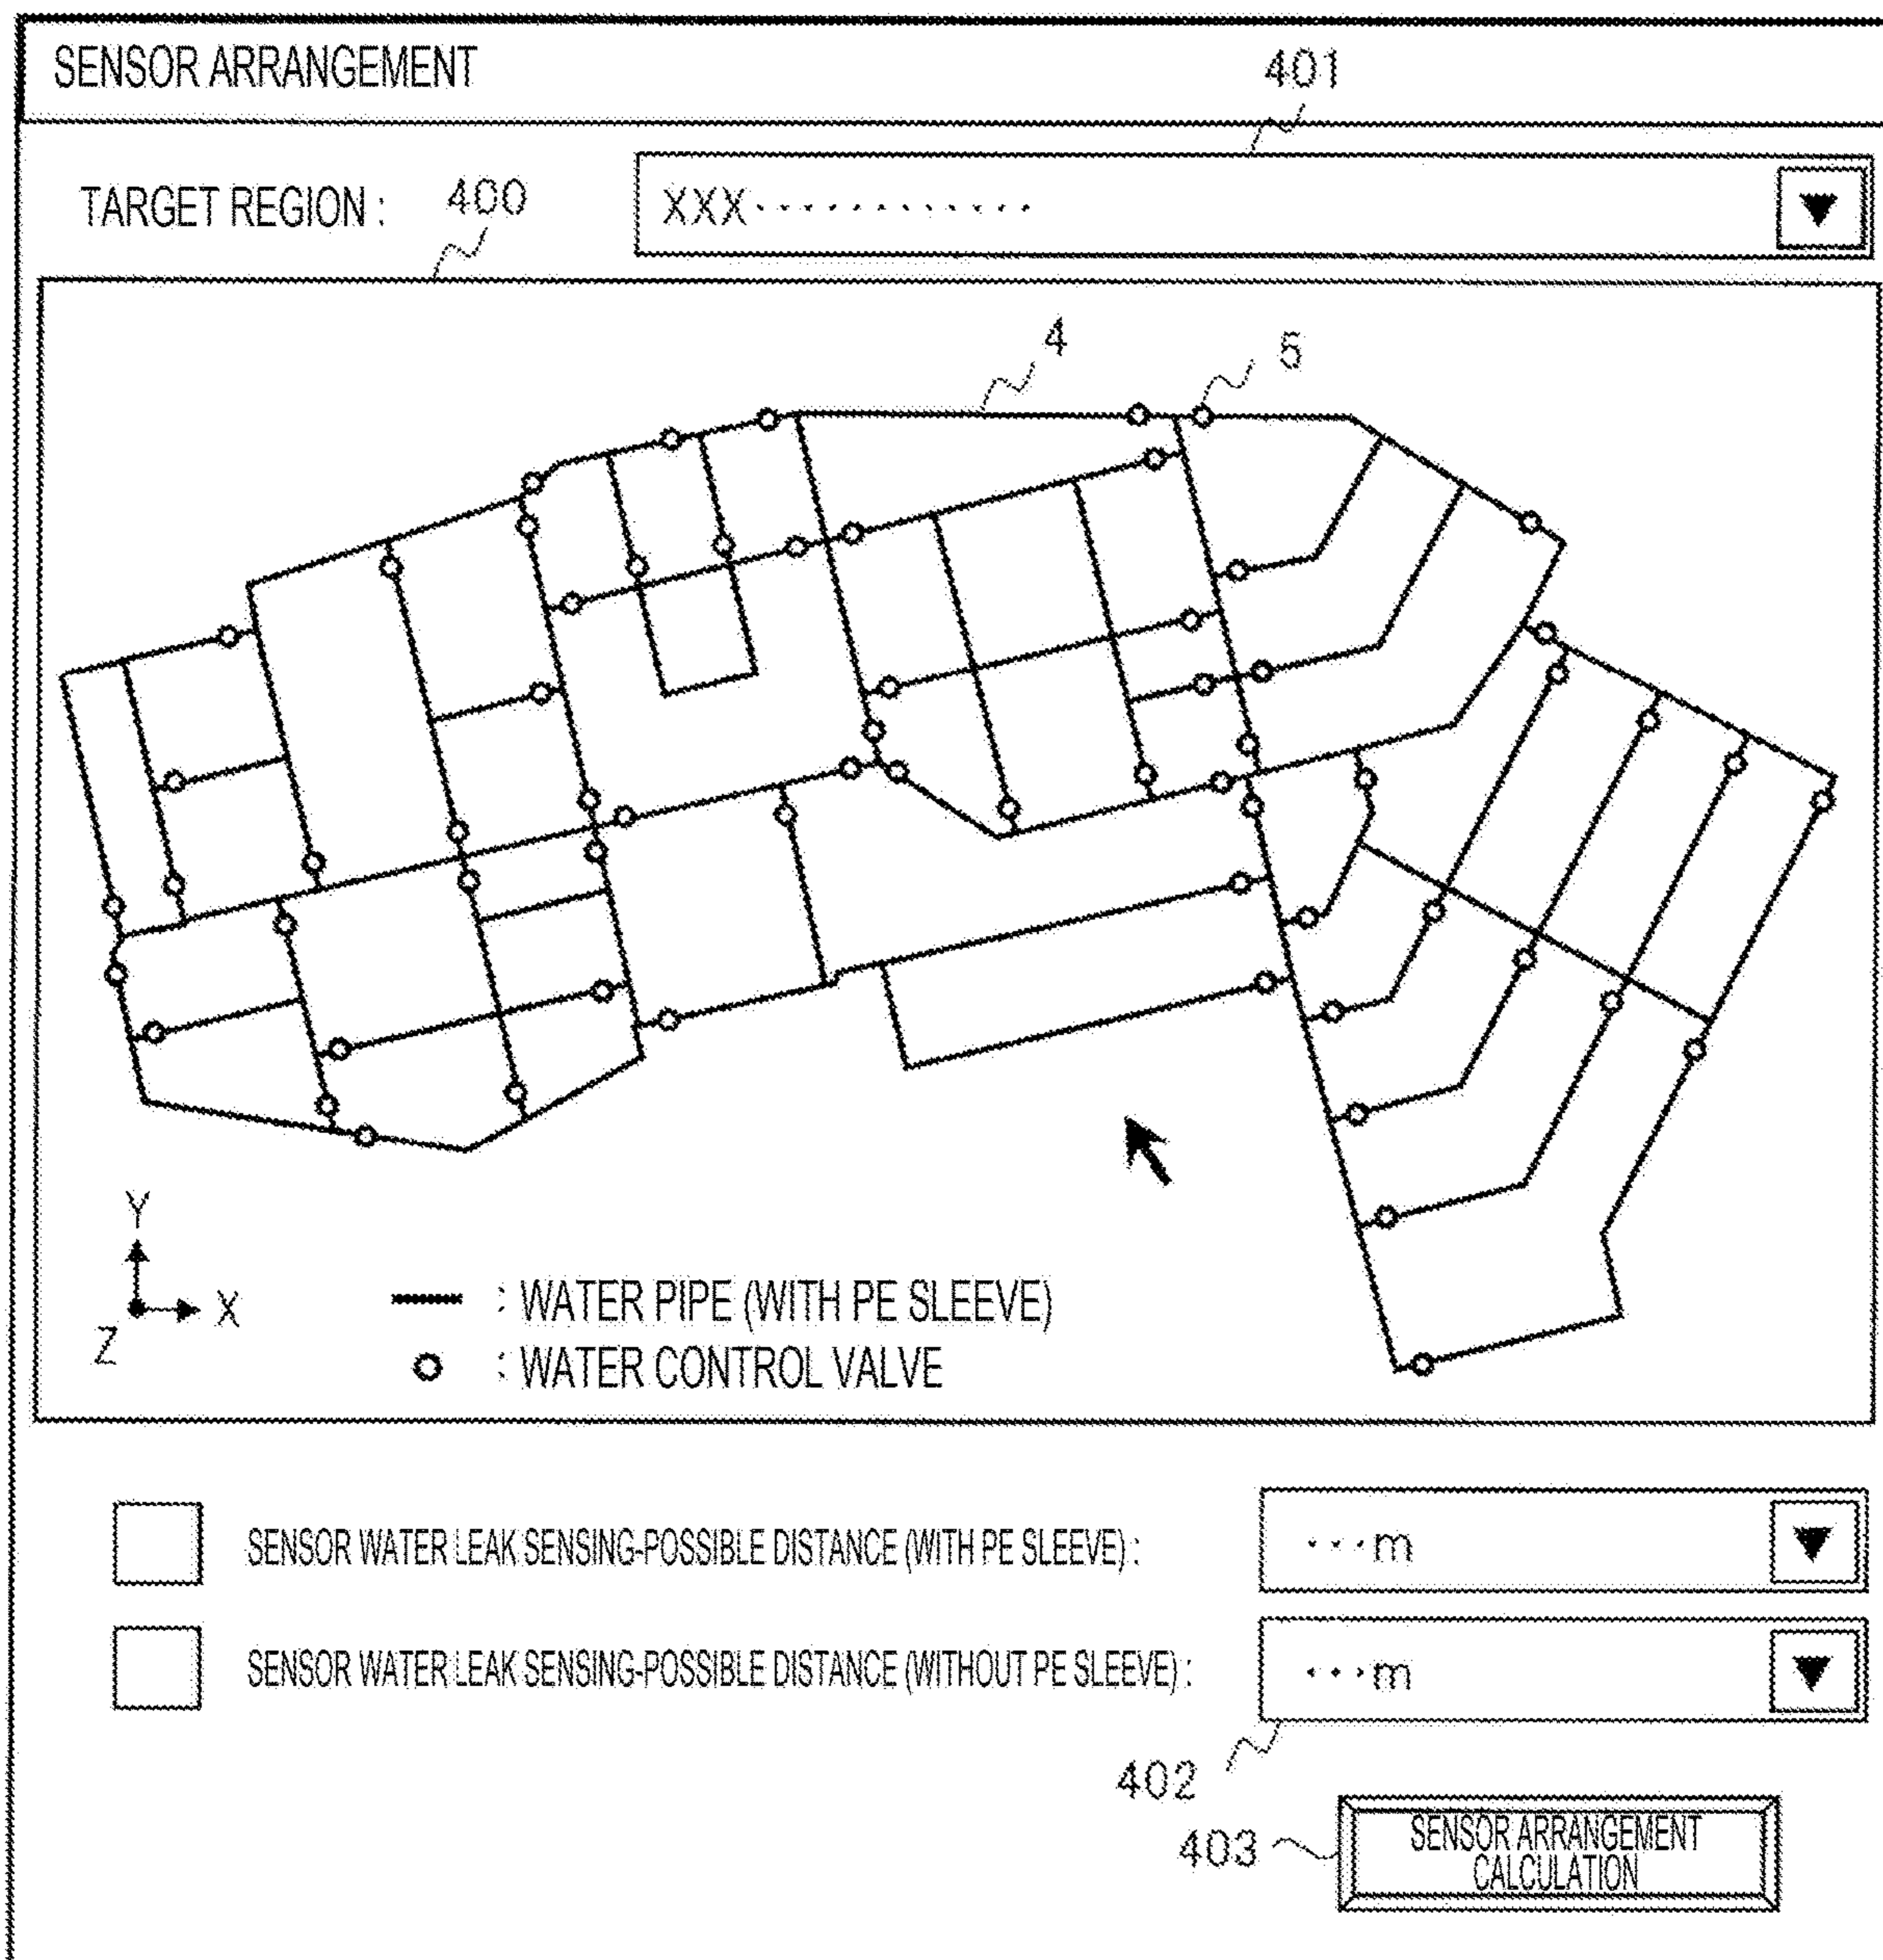 SENSOR ARRANGEMENT
401
TARGET REGION :
400
XXX············
▼
4
5
Y
X
Z
: WATER PIPE (WITH PE SLEEVE)
: WATER CONTROL VALVE
SENSOR WATER LEAK SENSING-POSSIBLE DISTANCE (WITH PE SLEEVE) :
···m
▼
SENSOR WATER LEAK SENSING-POSSIBLE DISTANCE (WITHOUT PE SLEEVE) :
···m
▼
402
403
SENSOR ARRANGEMENT
CALCULATION